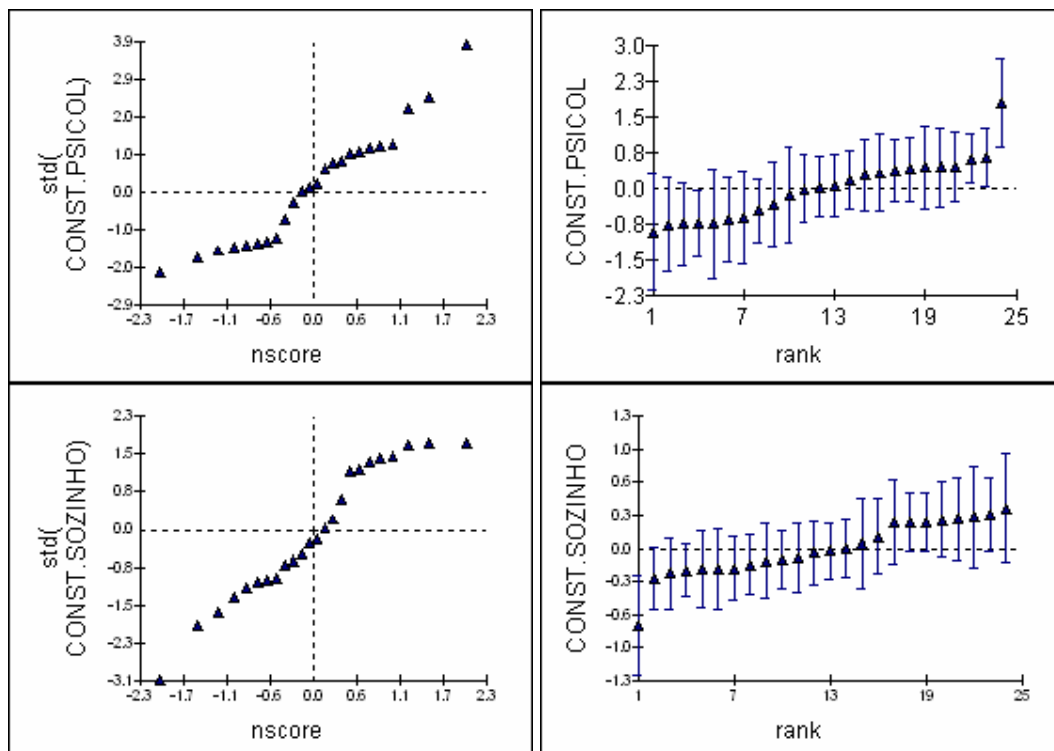 std(
CONST.PSICOL)
3.9
2.9
2.0
1.0
0.0
-1.0
-2.0
-2.9
-2.3 -1.7 -1.1 -0.6 0.0 0.6 1.1 1.7 2.3
nscore
CONST.PSICOL
3.0
2.3
1.5
0.8
0.0
-0.8
-1.5
-2.3
1 7 13 19 25
rank
std(
CONST.SOZINHO)
2.3
1.5
0.8
0.0
-0.8
-1.5
-2.3
-3.1
-2.3 -1.7 -1.1 -0.6 0.0 0.6 1.1 1.7 2.3
nscore
CONST.SOZINHO
1.3
1.0
0.6
0.3
0.0
-0.3
-0.6
-1.0
-1.3
1 7 13 19 25
rank